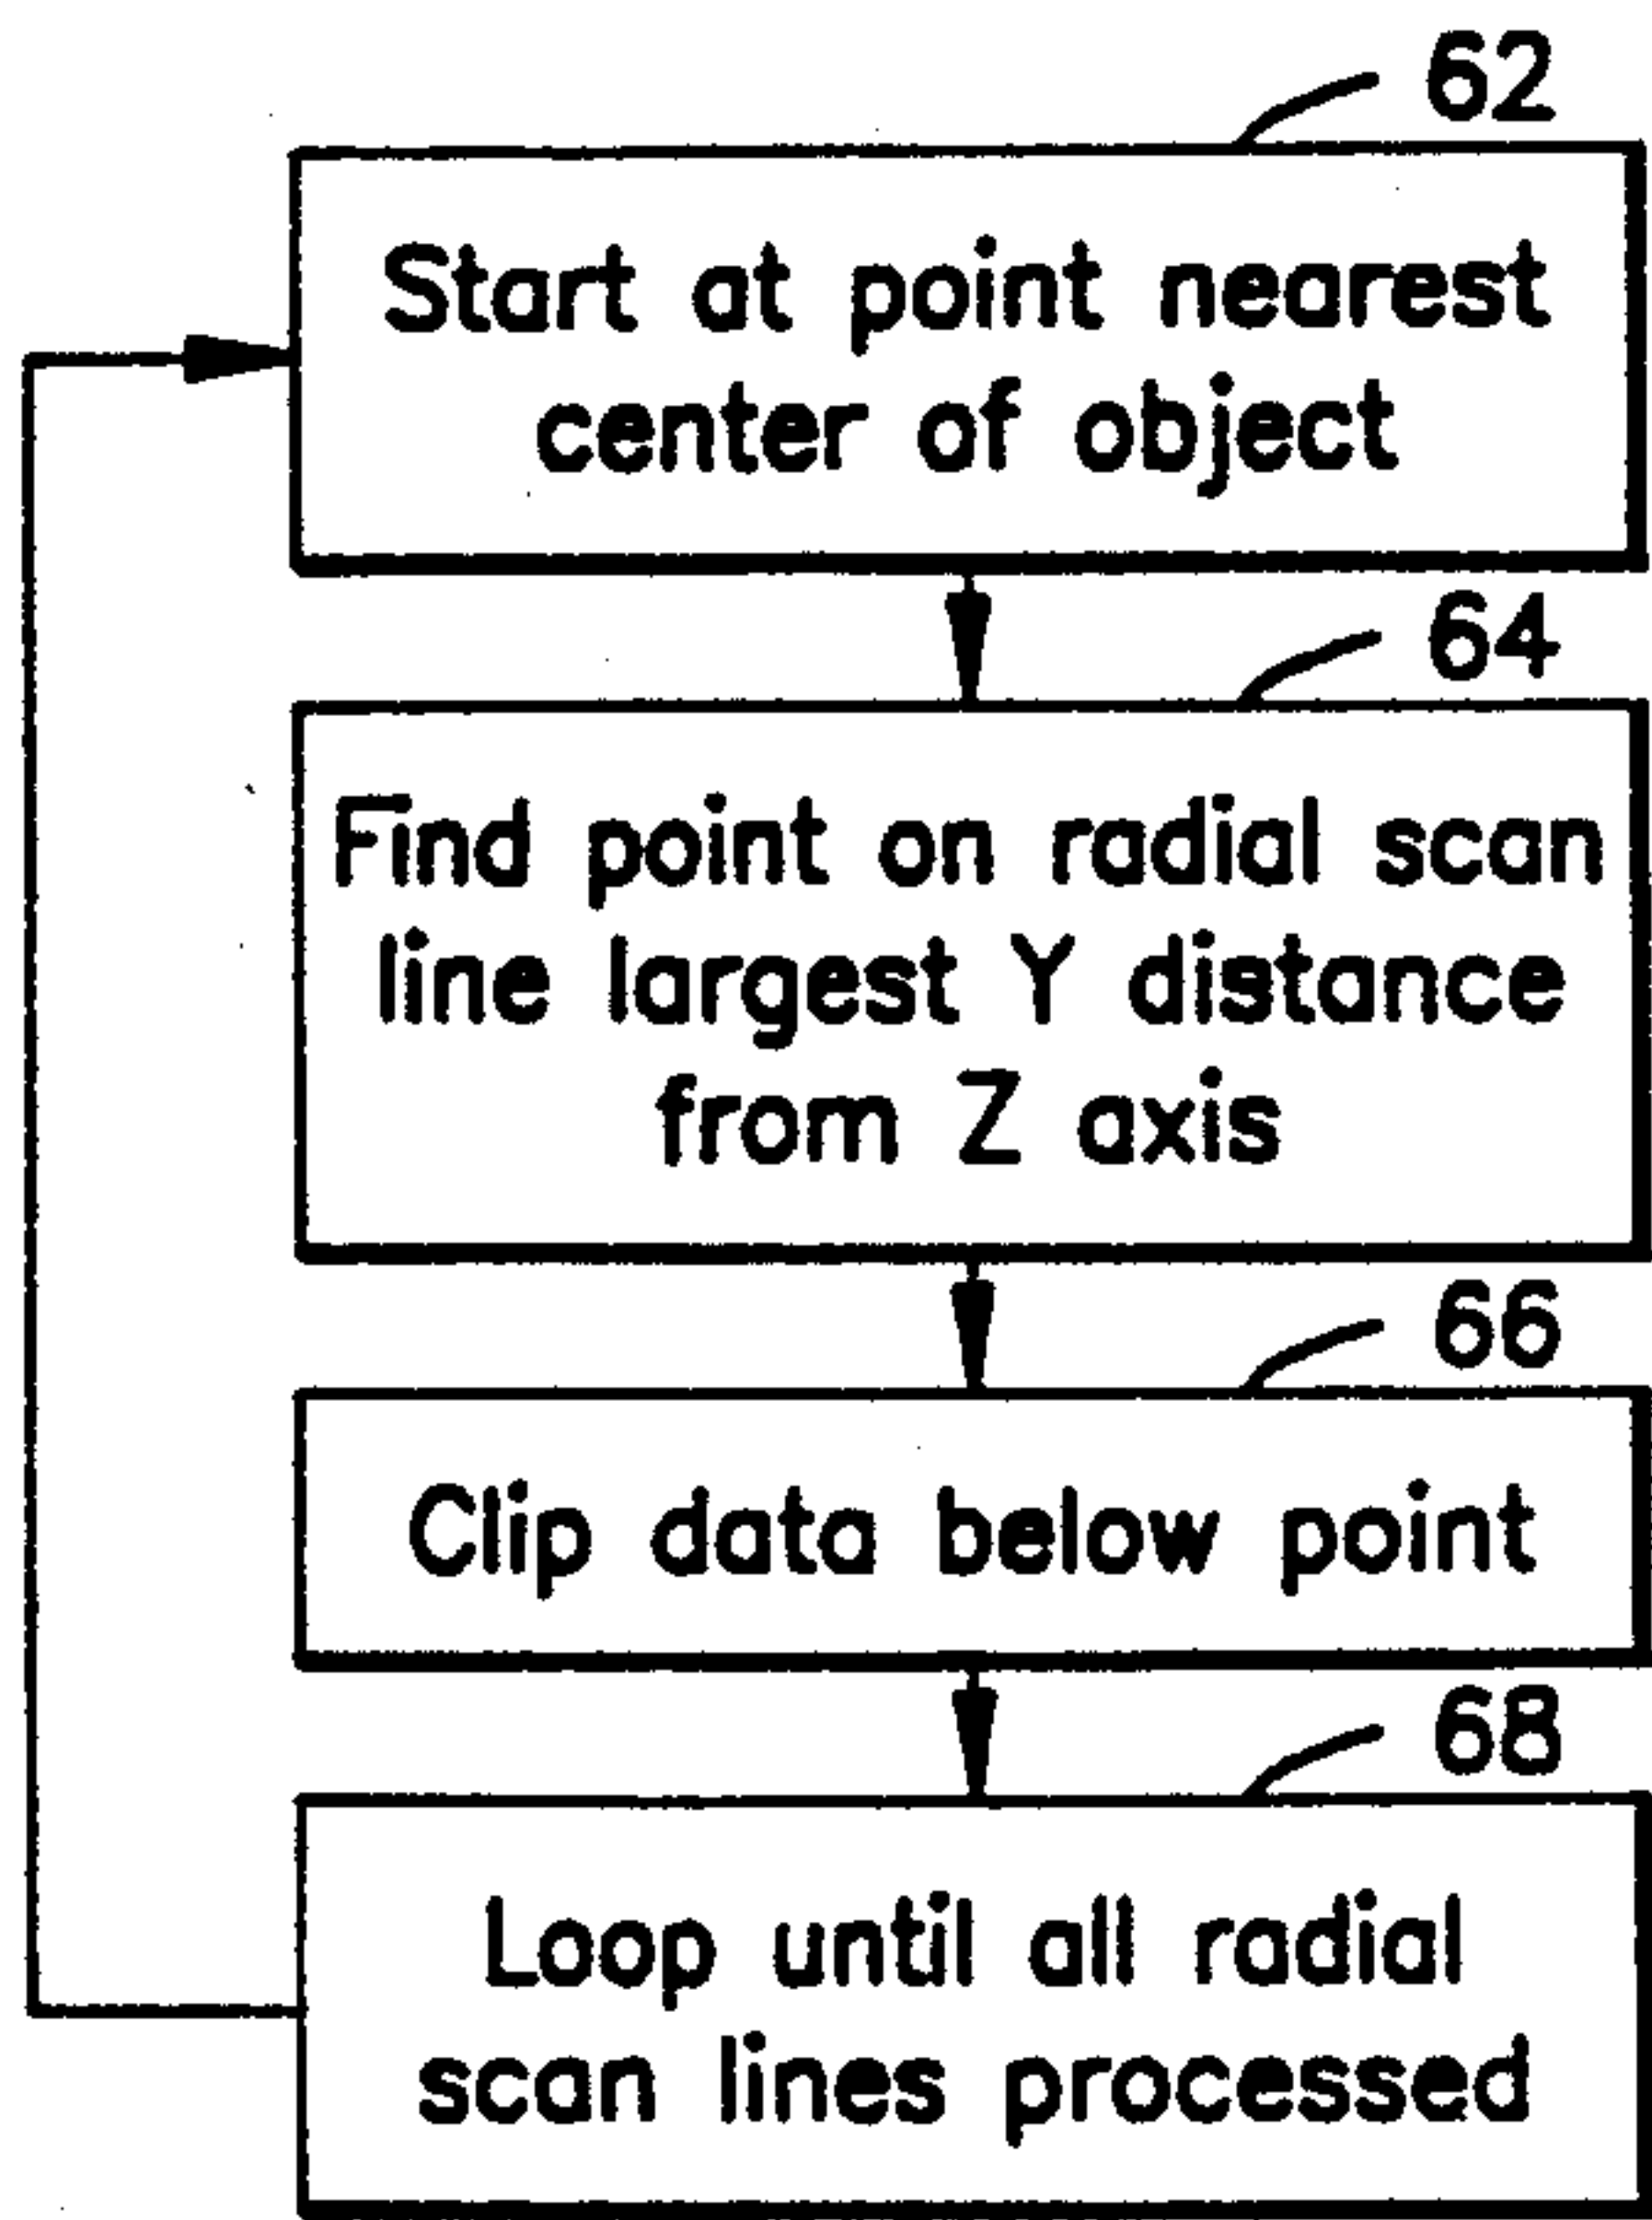 62
Start at point nearest
center of object
64
Find point on radial scan
line largest Y distance
from Z axis
66
Clip data below point
68
Loop until all radial
scan lines processed